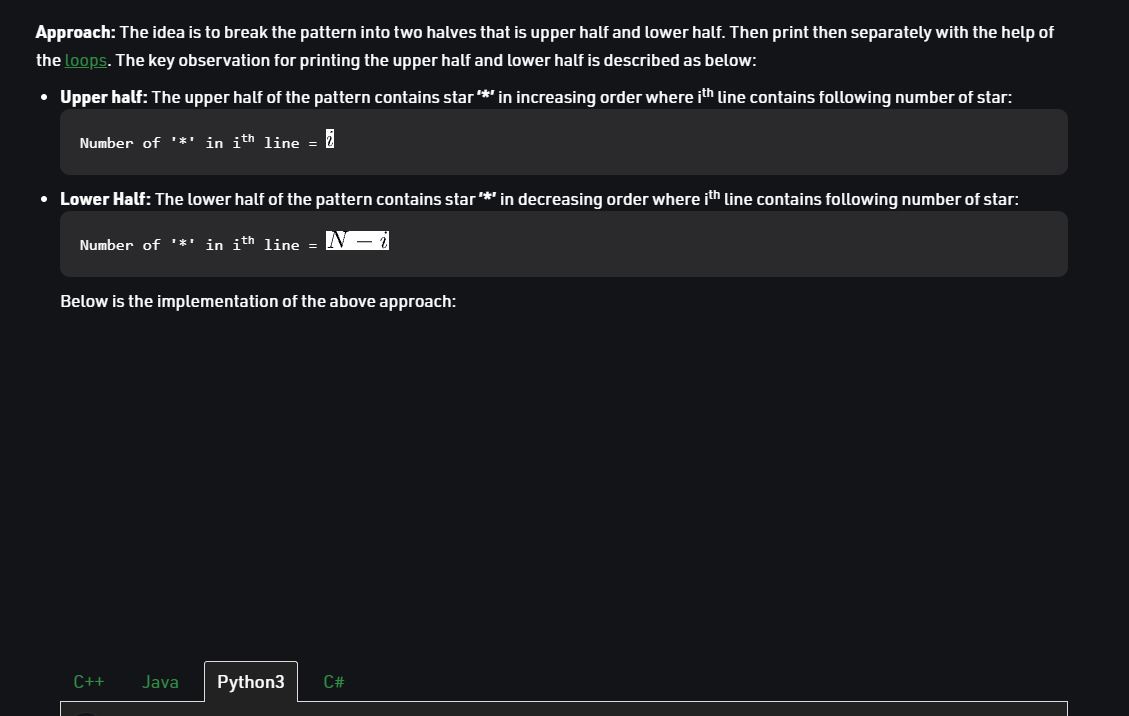 Approach: The idea is to break the pattern into two halves that is upper half and lower half. Then print then separately with the help of
the loops. The key observation for printing the upper half and lower half is described as below:
• Upper half: The upper half of the pattern contains star '*' in increasing order where iᵗʰ line contains following number of star:
Number of '*' in iᵗʰ line = i
• Lower Half: The lower half of the pattern contains star '*' in decreasing order where iᵗʰ line contains following number of star:
Number of '*' in iᵗʰ line = N − i
Below is the implementation of the above approach:
C++ Java Python3 C#